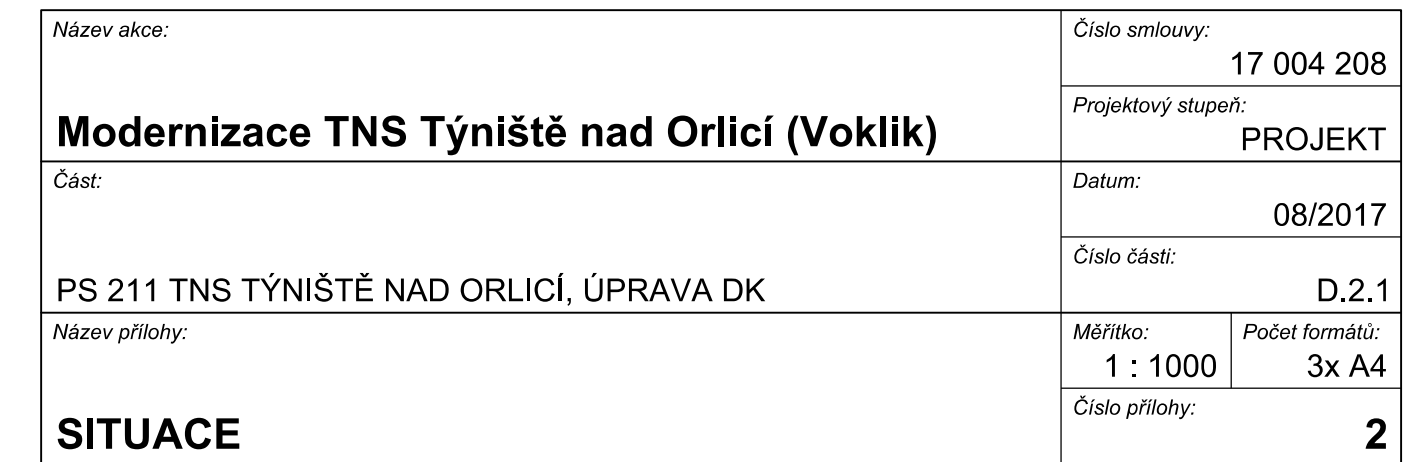 Název akce:
Číslo smlouvy:
17 004 208
Modernizace TNS Týniště nad Orlicí (Voklik)
Projektový stupeň:
PROJEKT
Část:
Datum:
08/2017
PS 211 TNS TÝNIŠTĚ NAD ORLICÍ, ÚPRAVA DK
Číslo části:
D.2.1
Název přílohy:
Měřítko:
1 : 1000
Počet formátů:
3x A4
SITUACE
Číslo přílohy:
2